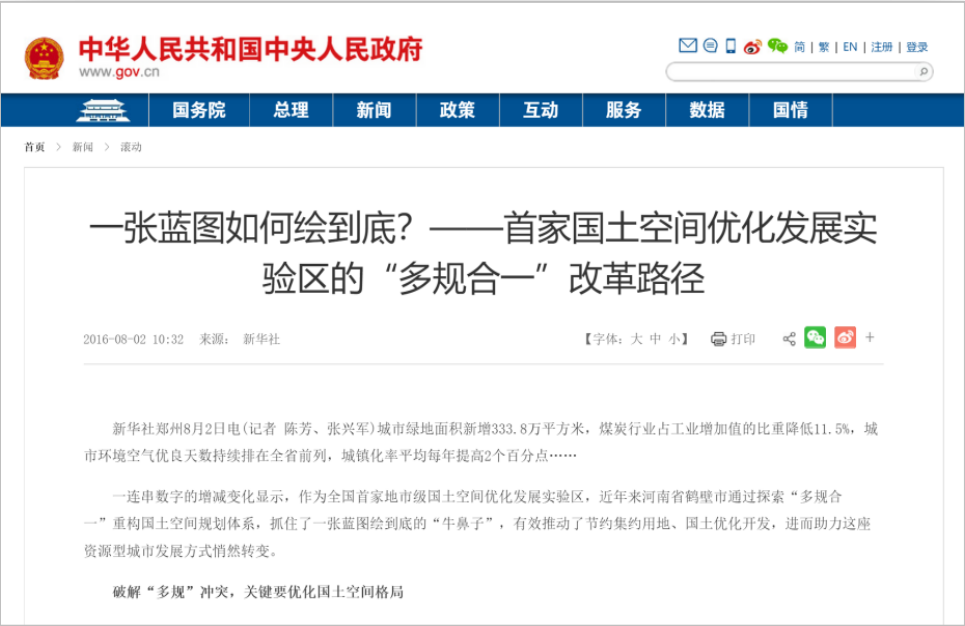 中华人民共和国中央人民政府
www.gov.cn
简 | 繁 | EN | 注册 | 登录
国务院 总理 新闻 政策 互动 服务 数据 国情
首页 > 新闻 > 滚动
一张蓝图如何绘到底？——首家国土空间优化发展实
验区的“多规合一”改革路径
2016-08-02 10:32 来源： 新华社
【字体：大 中 小】 打印 +
新华社郑州8月2日电(记者 陈芳、张兴军)城市绿地面积新增333.8万平方米，煤炭行业占工业增加值的比重降低11.5%，城
市环境空气优良天数持续排在全省前列，城镇化率平均每年提高2个百分点……
一连串数字的增减变化显示，作为全国首家地市级国土空间优化发展实验区，近年来河南省鹤壁市通过探索“多规合
一”重构国土空间规划体系，抓住了一张蓝图绘到底的“牛鼻子”，有效推动了节约集约用地、国土优化开发，进而助力这座
资源型城市发展方式悄然转变。
破解“多规”冲突，关键要优化国土空间格局